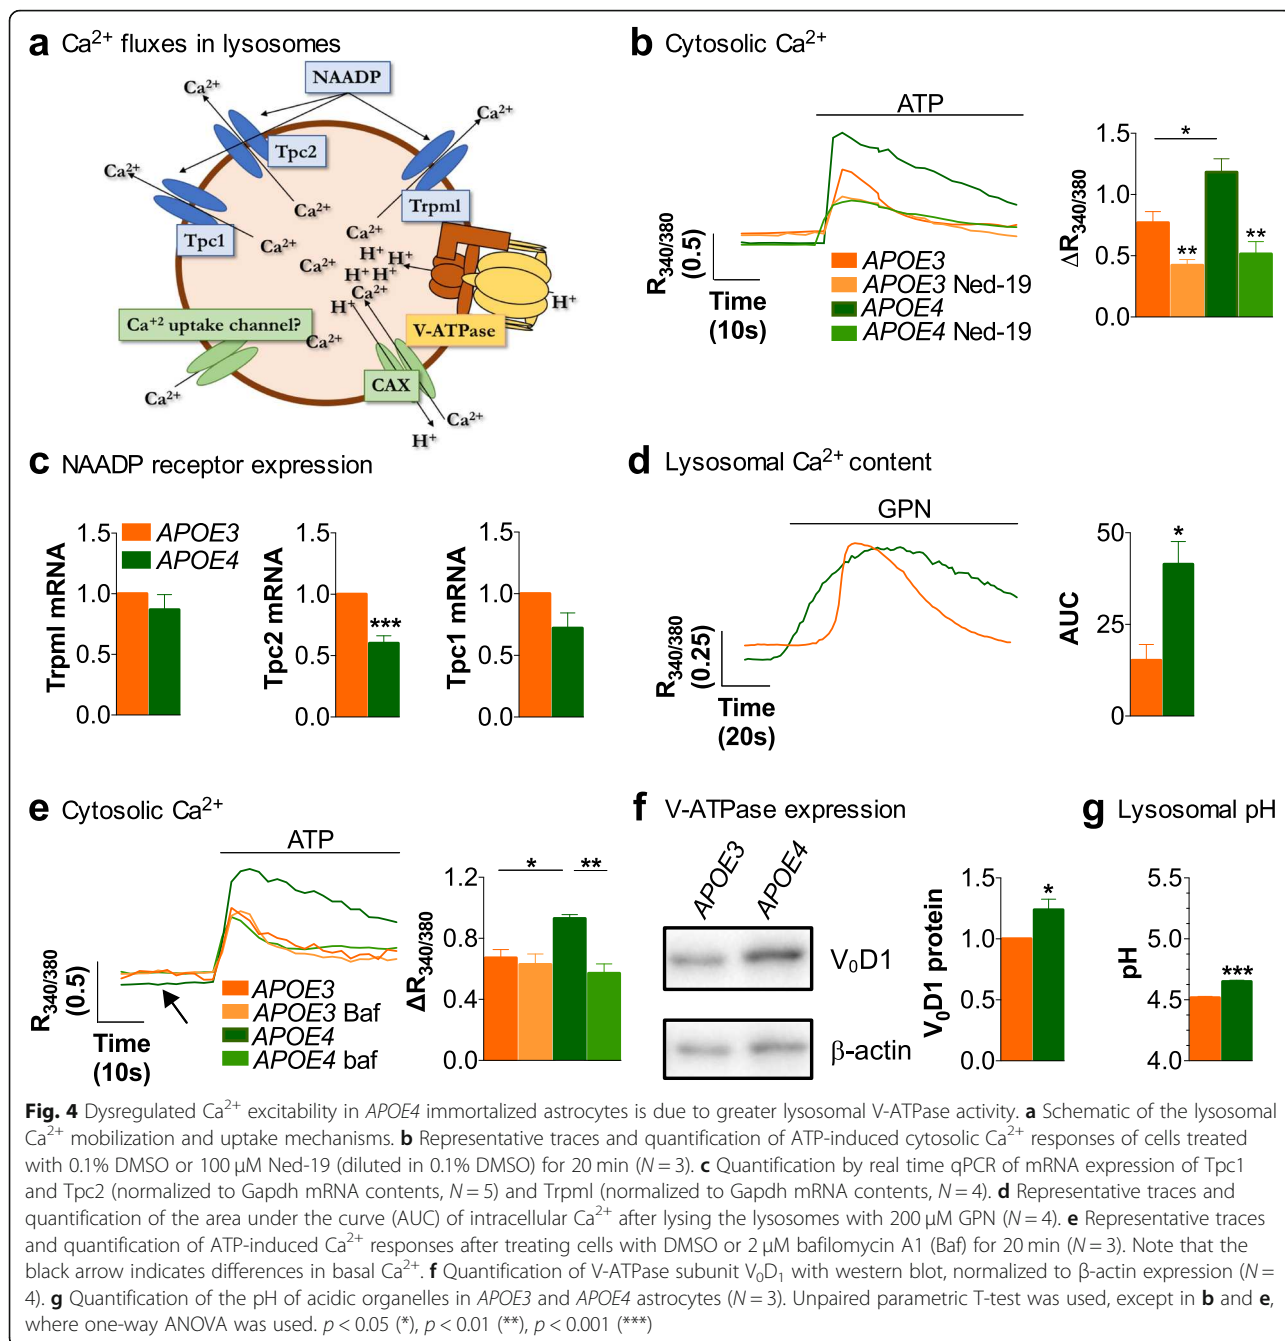 a Ca²⁺ fluxes in lysosomes
NAADP
Ca²⁺
Ca²⁺
Tpc2
Ca²⁺
Ca²⁺
Trpml
Tpc1
Ca²⁺
Ca²⁺
Ca²⁺
H⁺
H⁺
H⁺
H⁺
Ca²⁺
H⁺
H⁺
Ca⁺² uptake channel?
Ca²⁺
V-ATPase
CAX
Ca²⁺
Ca²⁺
H⁺
b Cytosolic Ca²⁺
ATP
R₃₄₀/₃₈₀
(0.5)
Time
(10s)
APOE3
APOE3 Ned-19
APOE4
APOE4 Ned-19
ΔR₃₄₀/₃₈₀
1.5
1.0
0.5
0.0
*
**
**
c NAADP receptor expression
APOE3
APOE4
Trpml mRNA
1.5
1.0
0.5
0.0
Tpc2 mRNA
1.5
1.0
0.5
0.0
***
Tpc1 mRNA
1.5
1.0
0.5
0.0
d Lysosomal Ca²⁺ content
GPN
R₃₄₀/₃₈₀
(0.25)
Time
(20s)
AUC
50
25
0
*
e Cytosolic Ca²⁺
ATP
R₃₄₀/₃₈₀
(0.5)
Time
(10s)
APOE3
APOE3 Baf
APOE4
APOE4 baf
ΔR₃₄₀/₃₈₀
1.2
0.8
0.4
0.0
*
**
f V-ATPase expression
APOE3
APOE4
V₀D1
β-actin
V₀D1 protein
1.5
1.0
0.5
0.0
*
g Lysosomal pH
pH
5.5
5.0
4.5
4.0
***
Fig. 4 Dysregulated Ca²⁺ excitability in APOE4 immortalized astrocytes is due to greater lysosomal V-ATPase activity. a Schematic of the lysosomal
Ca²⁺ mobilization and uptake mechanisms. b Representative traces and quantification of ATP-induced cytosolic Ca²⁺ responses of cells treated
with 0.1% DMSO or 100 μM Ned-19 (diluted in 0.1% DMSO) for 20 min (N = 3). c Quantification by real time qPCR of mRNA expression of Tpc1
and Tpc2 (normalized to Gapdh mRNA contents, N = 5) and Trpml (normalized to Gapdh mRNA contents, N = 4). d Representative traces and
quantification of the area under the curve (AUC) of intracellular Ca²⁺ after lysing the lysosomes with 200 μM GPN (N = 4). e Representative traces
and quantification of ATP-induced Ca²⁺ responses after treating cells with DMSO or 2 μM bafilomycin A1 (Baf) for 20 min (N = 3). Note that the
black arrow indicates differences in basal Ca²⁺. f Quantification of V-ATPase subunit V₀D₁ with western blot, normalized to β-actin expression (N =
4). g Quantification of the pH of acidic organelles in APOE3 and APOE4 astrocytes (N = 3). Unpaired parametric T-test was used, except in b and e,
where one-way ANOVA was used. p < 0.05 (*), p < 0.01 (**), p < 0.001 (***)